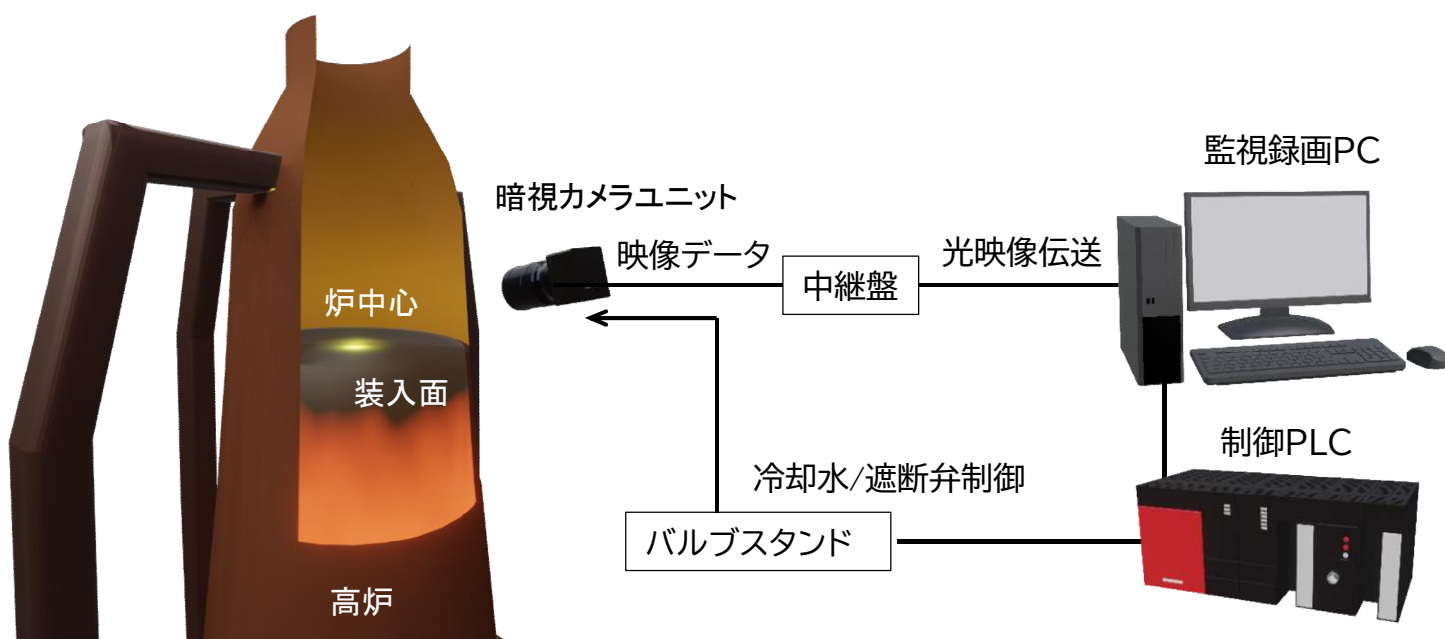 監視録画PC
暗視カメラユニット
映像データ
光映像伝送
中継盤
炉中心
装入面
制御PLC
冷却水/遮断弁制御
バルブスタンド
高炉